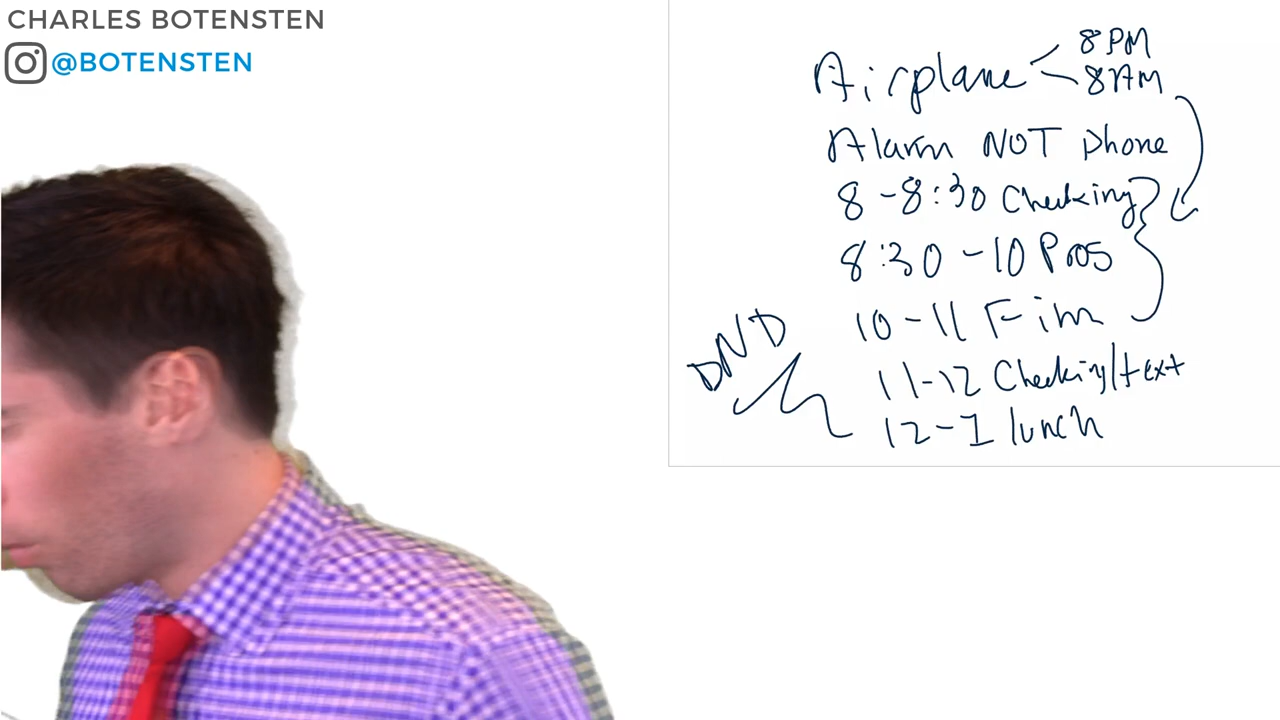 CHARLES BOTENSTEN
@BOTENSTEN
Airplane 8PM
8AM
Alarm NOT phone
8-8:30 Checking
8:30-10 Pros
10-11 Fim
11-12 Checking/text
12-1 lunch
DND